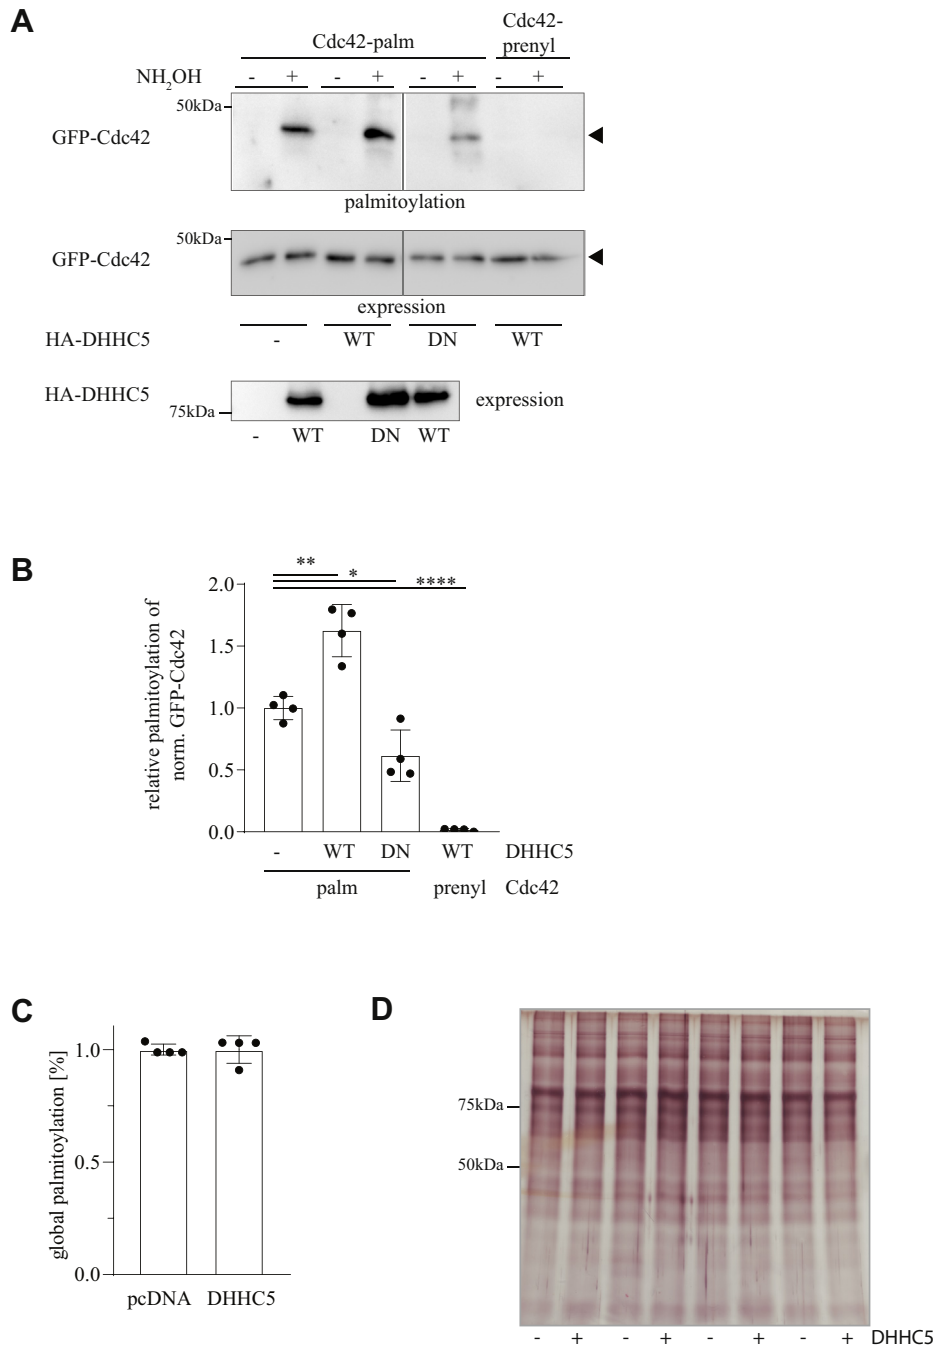 A
Cdc42-palm
Cdc42-
prenyl
NH2OH - + - + - + - +
50kDa
GFP-Cdc42
palmitoylation
50kDa
GFP-Cdc42
expression
HA-DHHC5 - WT DN WT
HA-DHHC5
75kDa
expression
- WT DN WT
B
** * ****
relative palmitoylation of
norm. GFP-Cdc42
2.0
1.5
1.0
0.5
0.0
- WT DN WT DHHC5
palm prenyl Cdc42
C
global palmitoylation [%]
1.0
0.5
0.0
pcDNA DHHC5
D
75kDa
50kDa
- + - + - + - + DHHC5